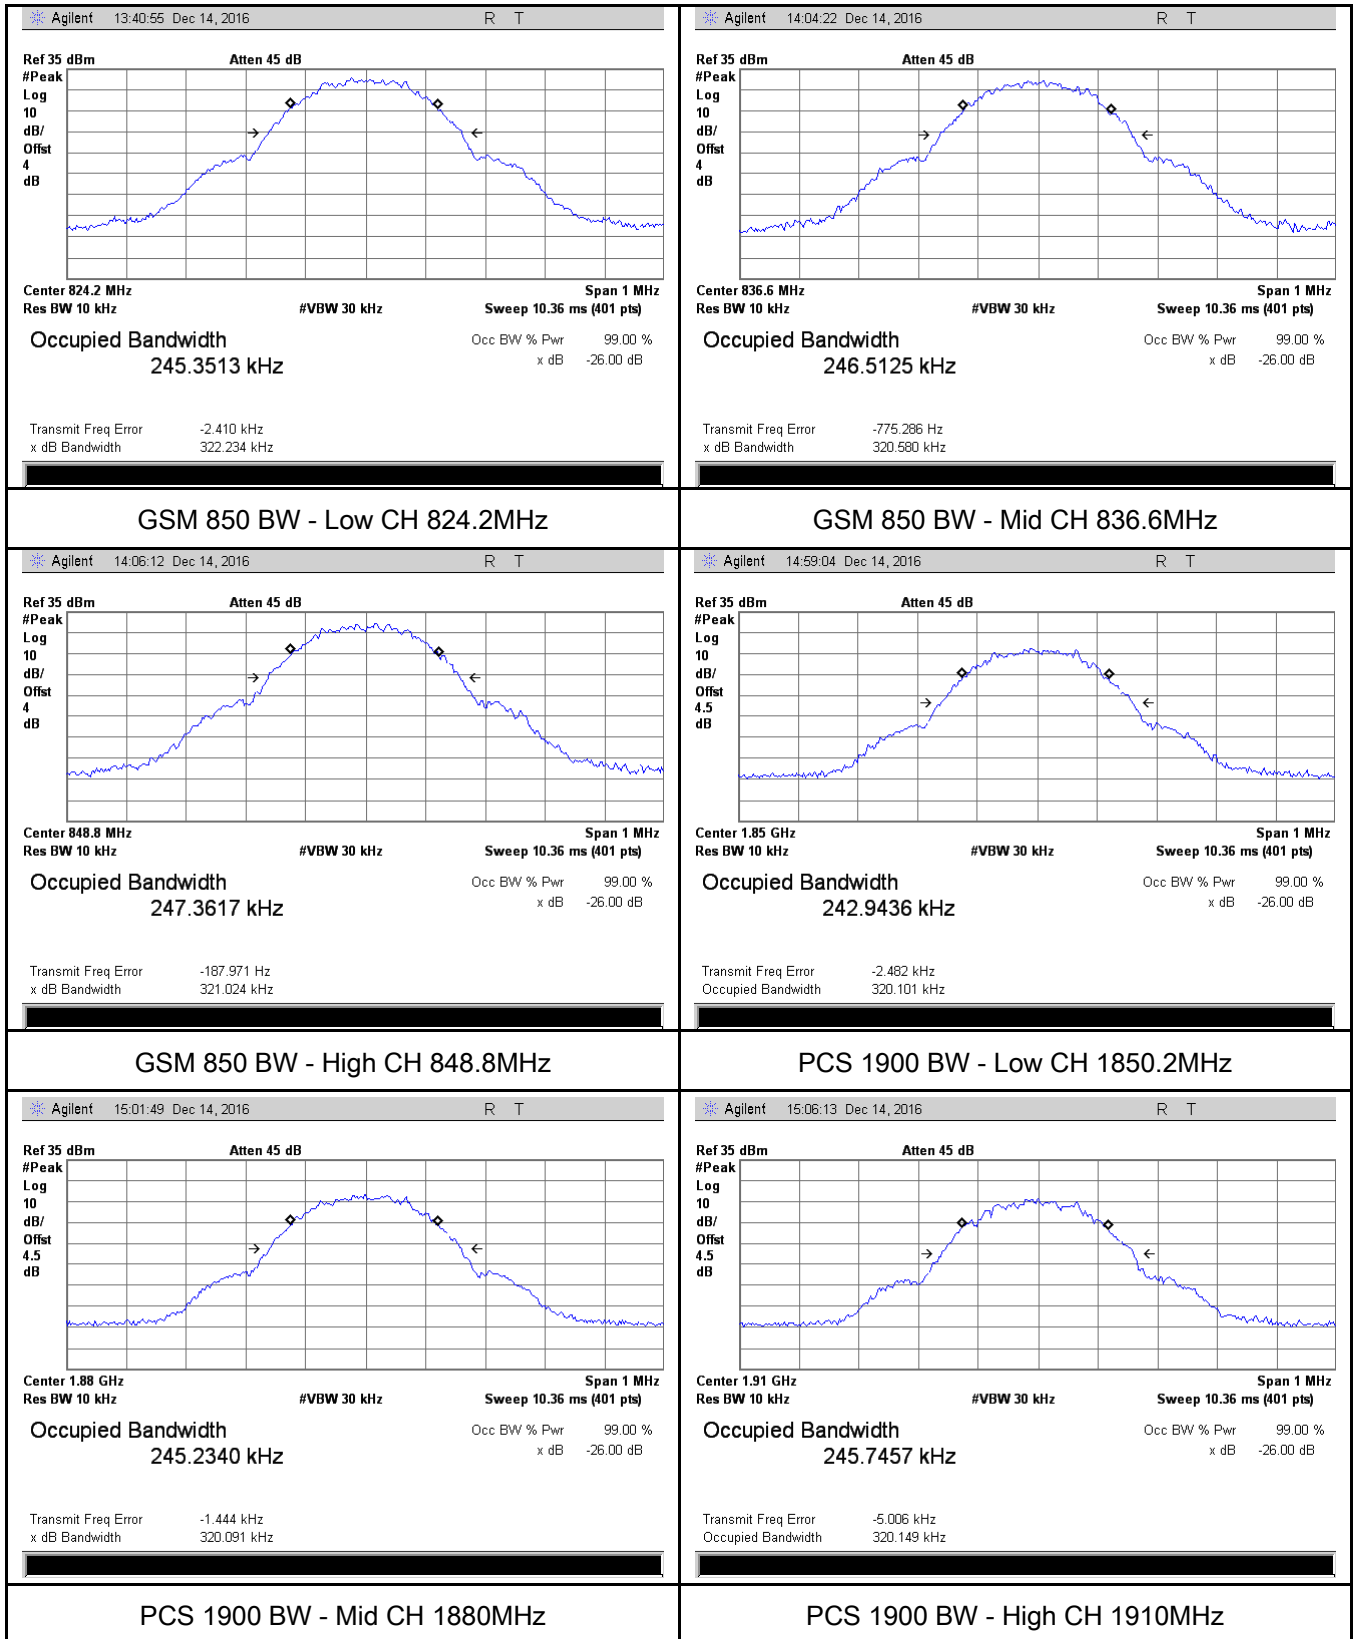 Agilent 13:40:55 Dec 14, 2016 R T
Ref 35 dBm Atten 45 dB
#Peak
Log
10
dB/
Offst
4
dB
Center 824.2 MHz Span 1 MHz
Res BW 10 kHz #VBW 30 kHz Sweep 10.36 ms (401 pts)
Occupied Bandwidth Occ BW % Pwr 99.00 %
245.3513 kHz x dB -26.00 dB
Transmit Freq Error -2.410 kHz
x dB Bandwidth 322.234 kHz
GSM 850 BW - Low CH 824.2MHz
Agilent 14:04:22 Dec 14, 2016 R T
Ref 35 dBm Atten 45 dB
#Peak
Log
10
dB/
Offst
4
dB
Center 836.6 MHz Span 1 MHz
Res BW 10 kHz #VBW 30 kHz Sweep 10.36 ms (401 pts)
Occupied Bandwidth Occ BW % Pwr 99.00 %
246.5125 kHz x dB -26.00 dB
Transmit Freq Error -775.286 Hz
x dB Bandwidth 320.580 kHz
GSM 850 BW - Mid CH 836.6MHz
Agilent 14:06:12 Dec 14, 2016 R T
Ref 35 dBm Atten 45 dB
#Peak
Log
10
dB/
Offst
4
dB
Center 848.8 MHz Span 1 MHz
Res BW 10 kHz #VBW 30 kHz Sweep 10.36 ms (401 pts)
Occupied Bandwidth Occ BW % Pwr 99.00 %
247.3617 kHz x dB -26.00 dB
Transmit Freq Error -187.971 Hz
x dB Bandwidth 321.024 kHz
GSM 850 BW - High CH 848.8MHz
Agilent 14:59:04 Dec 14, 2016 R T
Ref 35 dBm Atten 45 dB
#Peak
Log
10
dB/
Offst
4.5
dB
Center 1.85 GHz Span 1 MHz
Res BW 10 kHz #VBW 30 kHz Sweep 10.36 ms (401 pts)
Occupied Bandwidth Occ BW % Pwr 99.00 %
242.9436 kHz x dB -26.00 dB
Transmit Freq Error -2.482 kHz
Occupied Bandwidth 320.101 kHz
PCS 1900 BW - Low CH 1850.2MHz
Agilent 15:01:49 Dec 14, 2016 R T
Ref 35 dBm Atten 45 dB
#Peak
Log
10
dB/
Offst
4.5
dB
Center 1.88 GHz Span 1 MHz
Res BW 10 kHz #VBW 30 kHz Sweep 10.36 ms (401 pts)
Occupied Bandwidth Occ BW % Pwr 99.00 %
245.2340 kHz x dB -26.00 dB
Transmit Freq Error -1.444 kHz
x dB Bandwidth 320.091 kHz
PCS 1900 BW - Mid CH 1880MHz
Agilent 15:06:13 Dec 14, 2016 R T
Ref 35 dBm Atten 45 dB
#Peak
Log
10
dB/
Offst
4.5
dB
Center 1.91 GHz Span 1 MHz
Res BW 10 kHz #VBW 30 kHz Sweep 10.36 ms (401 pts)
Occupied Bandwidth Occ BW % Pwr 99.00 %
245.7457 kHz x dB -26.00 dB
Transmit Freq Error -5.006 kHz
Occupied Bandwidth 320.149 kHz
PCS 1900 BW - High CH 1910MHz